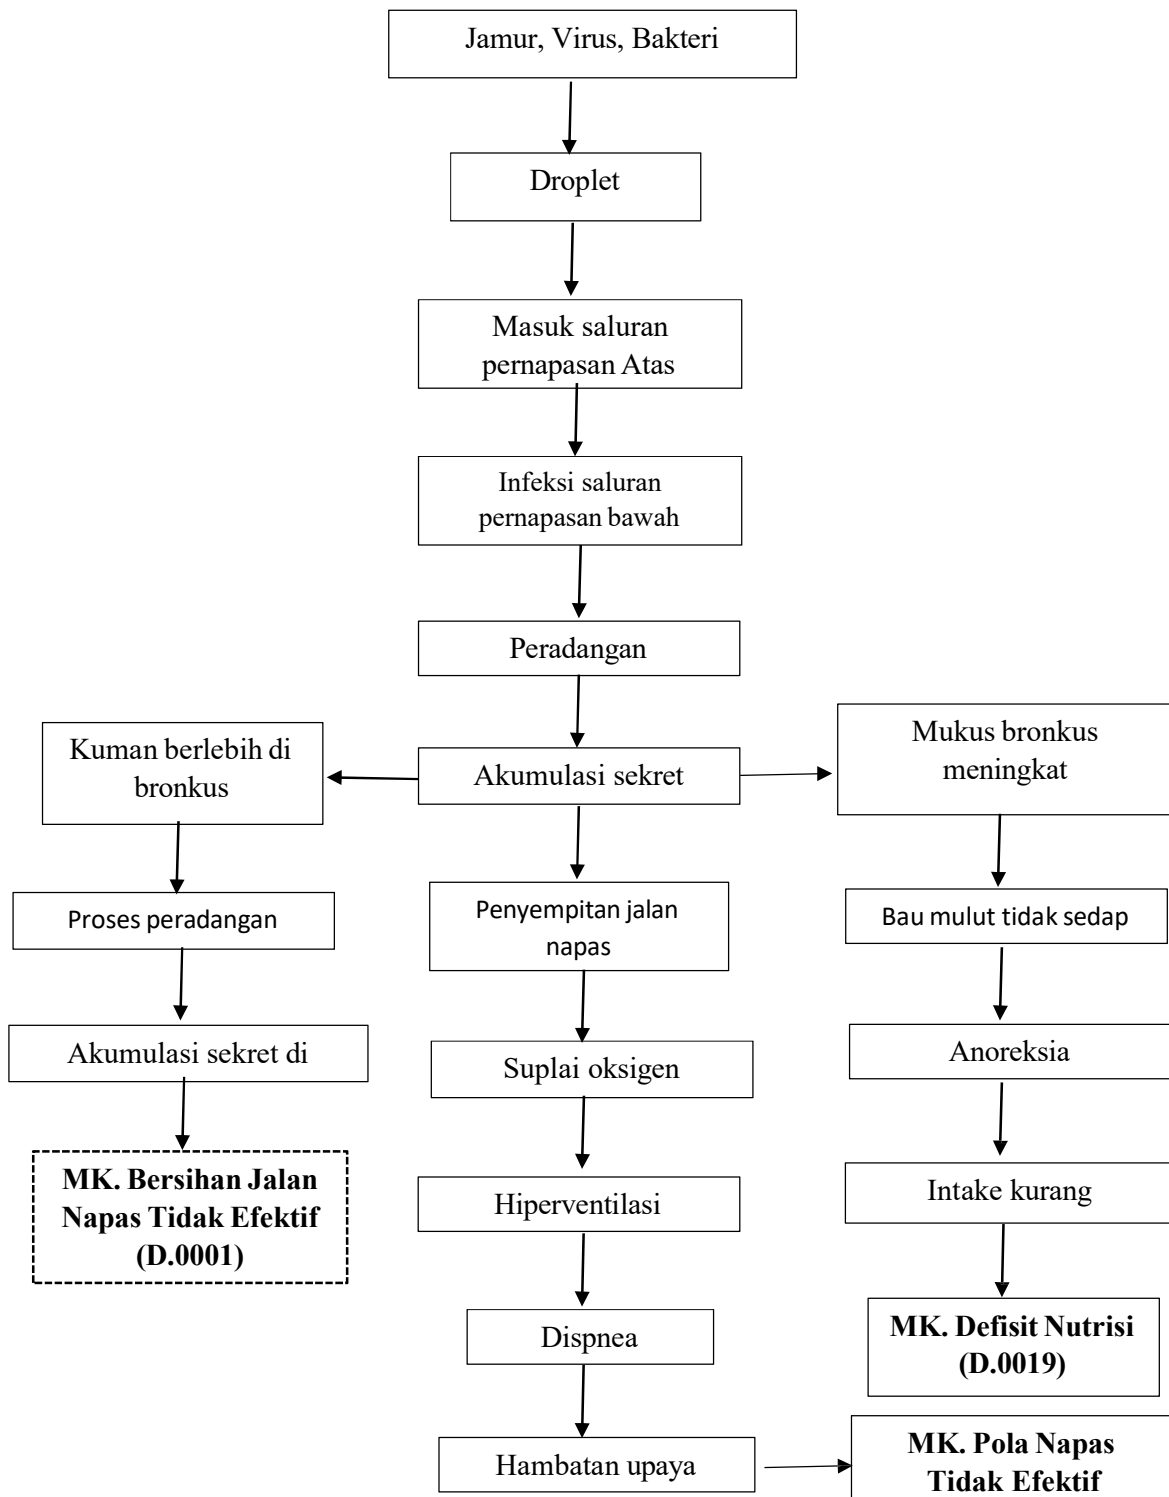 Jamur, Virus, Bakteri
Droplet
Masuk saluran
pernapasan Atas
Infeksi saluran
pernapasan bawah
Peradangan
Kuman berlebih di
bronkus
Akumulasi sekret
Mukus bronkus
meningkat
Proses peradangan
Penyempitan jalan
napas
Bau mulut tidak sedap
Akumulasi sekret di
Suplai oksigen
Anoreksia
MK. Bersihan Jalan
Napas Tidak Efektif
(D.0001)
Hiperventilasi
Intake kurang
Dispnea
MK. Defisit Nutrisi
(D.0019)
Hambatan upaya
MK. Pola Napas
Tidak Efektif